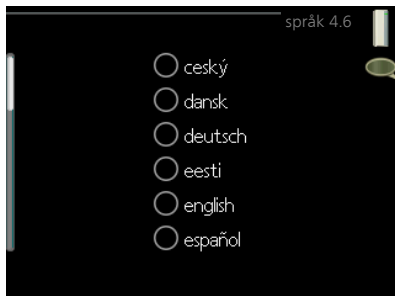 språk 4.6
ceský
dansk
deutsch
eesti
english
español